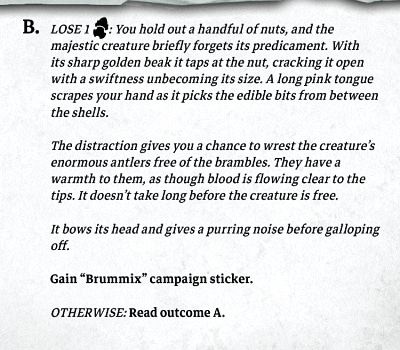 B. LOSE 1 : You hold out a handful of nuts, and the
majestic creature briefly forgets its predicament. With
its sharp golden beak it taps at the nut, cracking it open
with a swiftness unbecoming its size. A long pink tongue
scrapes your hand as it picks the edible bits from between
the shells.
The distraction gives you a chance to wrest the creature's
enormous antlers free of the brambles. They have a
warmth to them, as though blood is flowing clear to the
tips. It doesn't take long before the creature is free.
It bows its head and gives a purring noise before galloping
off.
Gain “Brummix” campaign sticker.
OTHERWISE: Read outcome A.